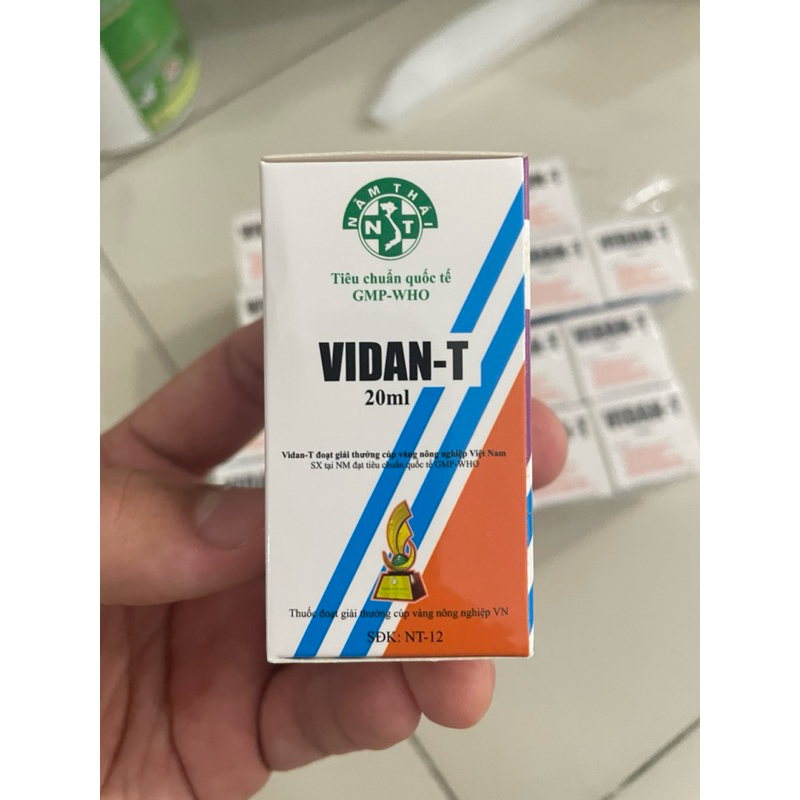 NĂM THÁI
N T
Tiêu chuẩn quốc tế
GMP-WHO
VIDAN-T
20ml
Vidan-T đoạt giải thưởng cúp vàng nông nghiệp Việt Nam
SX tại NM đạt tiêu chuẩn quốc tế GMP-WHO
Thuốc đoạt giải thưởng cúp vàng nông nghiệp VN
SĐK: NT-12
VIDAN-T
VIDAN-T
VIDAN-T